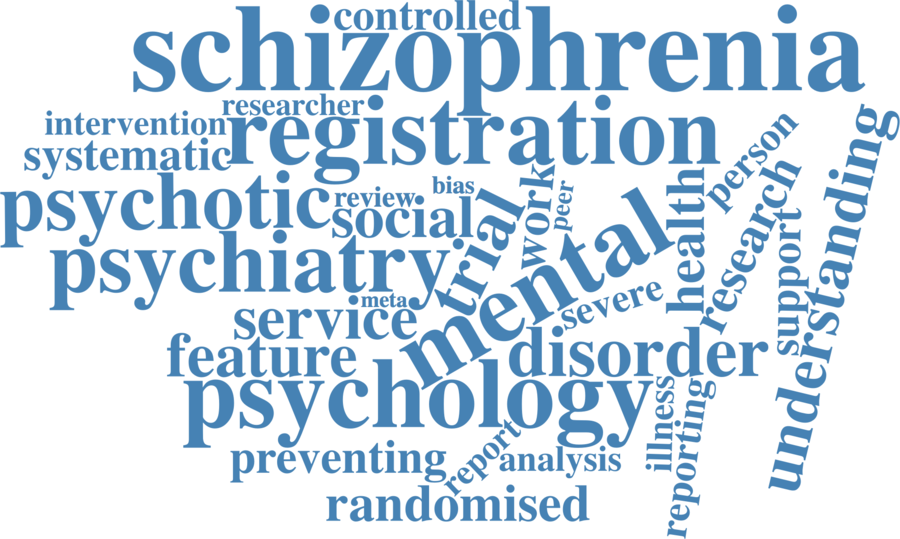 controlled
schizophrenia
researcher
intervention
registration
systematic
person
understanding
psychotic
review
bias
social
trial
work
peer
mental
health
research
support
psychiatry
meta
service
severe
feature
disorder
psychology
illness
reporting
preventing
report
analysis
randomised